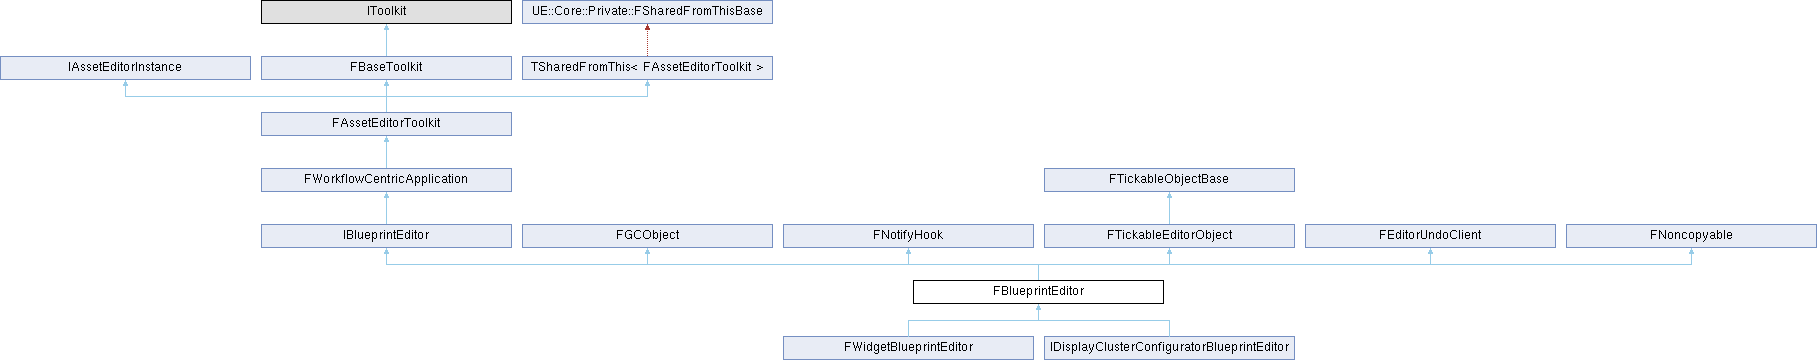 IToolkit
UE::Core::Private::FSharedFromThisBase
IAssetEditorInstance
FBaseToolkit
TSharedFromThis< FAssetEditorToolkit >
FAssetEditorToolkit
FWorkflowCentricApplication
FTickableObjectBase
IBlueprintEditor
FGCObject
FNotifyHook
FTickableEditorObject
FEditorUndoClient
FNoncopyable
FBlueprintEditor
FWidgetBlueprintEditor
IDisplayClusterConfiguratorBlueprintEditor